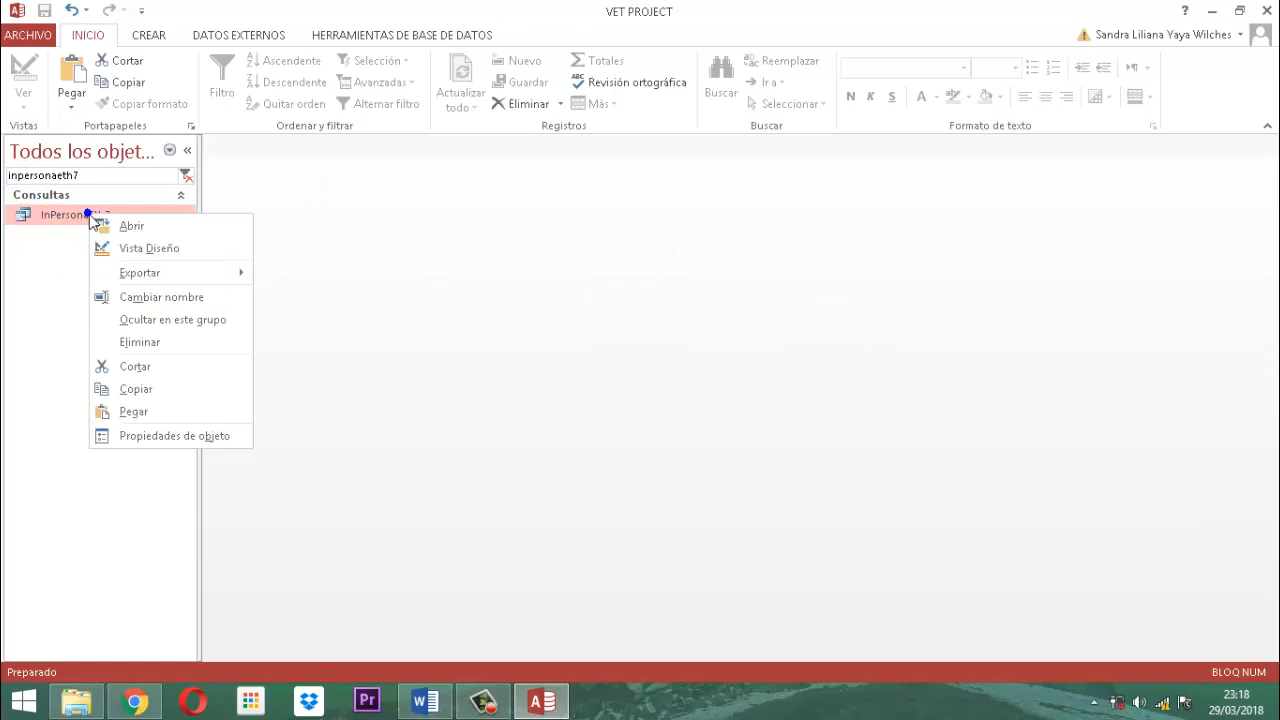 VET PROJECT
ARCHIVO
INICIO
CREAR
DATOS EXTERNOS
HERRAMIENTAS DE BASE DE DATOS
Sandra Liliana Yaya Wilches
Ver
Pegar
Cortar
Copiar
Copiar formato
Filtro
Ascendente
Descendente
Quitar orden
Selección
Avanzadas
Alternar filtro
Actualizar
todo
Nuevo
Guardar
Eliminar
Totales
Revisión ortográfica
Más
Buscar
Reemplazar
Ir a
Seleccionar
N K S
Vistas
Portapapeles
Ordenar y filtrar
Registros
Buscar
Formato de texto
Todos los objet...
inpersonaeth7
Consultas
Abrir
Vista Diseño
Exportar
Cambiar nombre
Ocultar en este grupo
Eliminar
Cortar
Copiar
Pegar
Propiedades de objeto
Preparado
BLOQ NUM
Pr
23:18
29/03/2018